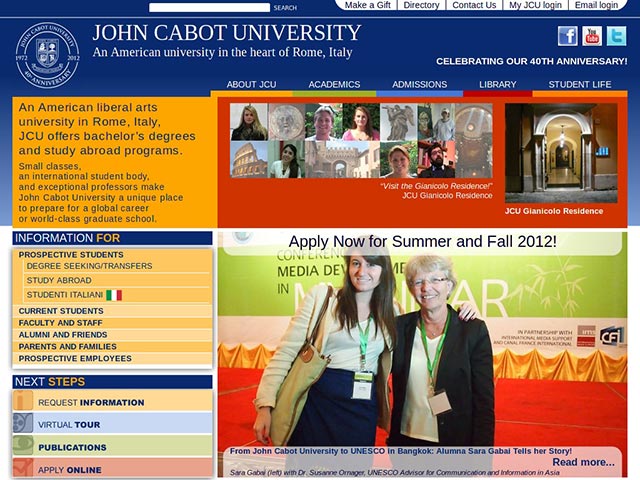 SEARCH
Make a Gift
Directory
Contact Us
My JCU login
Email login
JOHN CABOT UNIVERSITY
An American university in the heart of Rome, Italy
JOHN CABOT UNIVERSITY
1972
2012
40th ANNIVERSARY
You Tube
CELEBRATING OUR 40TH ANNIVERSARY!
ABOUT JCU
ACADEMICS
ADMISSIONS
LIBRARY
STUDENT LIFE
An American liberal arts
university in Rome, Italy,
JCU offers bachelor's degrees
and study abroad programs.
Small classes,
an international student body,
and exceptional professors make
John Cabot University a unique place
to prepare for a global career
or world-class graduate school.
"Visit the Gianicolo Residence!"
JCU Gianicolo Residence
JCU Gianicolo Residence
INFORMATION FOR
PROSPECTIVE STUDENTS
DEGREE SEEKING/TRANSFERS
STUDY ABROAD
STUDENTI ITALIANI
CURRENT STUDENTS
FACULTY AND STAFF
ALUMNI AND FRIENDS
PARENTS AND FAMILIES
PROSPECTIVE EMPLOYEES
NEXT STEPS
REQUEST INFORMATION
VIRTUAL TOUR
PUBLICATIONS
APPLY ONLINE
Apply Now for Summer and Fall 2012!
MEDIA DEVE
IN
IN PARTNERSHIP WITH
INTERNATIONAL MEDIA SUPPORT
AND CANAL FRANCE INTERNATIONAL
CFI
From John Cabot University to UNESCO in Bangkok: Alumna Sara Gabai Tells her Story!
Read more...
Sara Gabai (left) with Dr. Susanne Ornager, UNESCO Advisor for Communication and Information in Asia